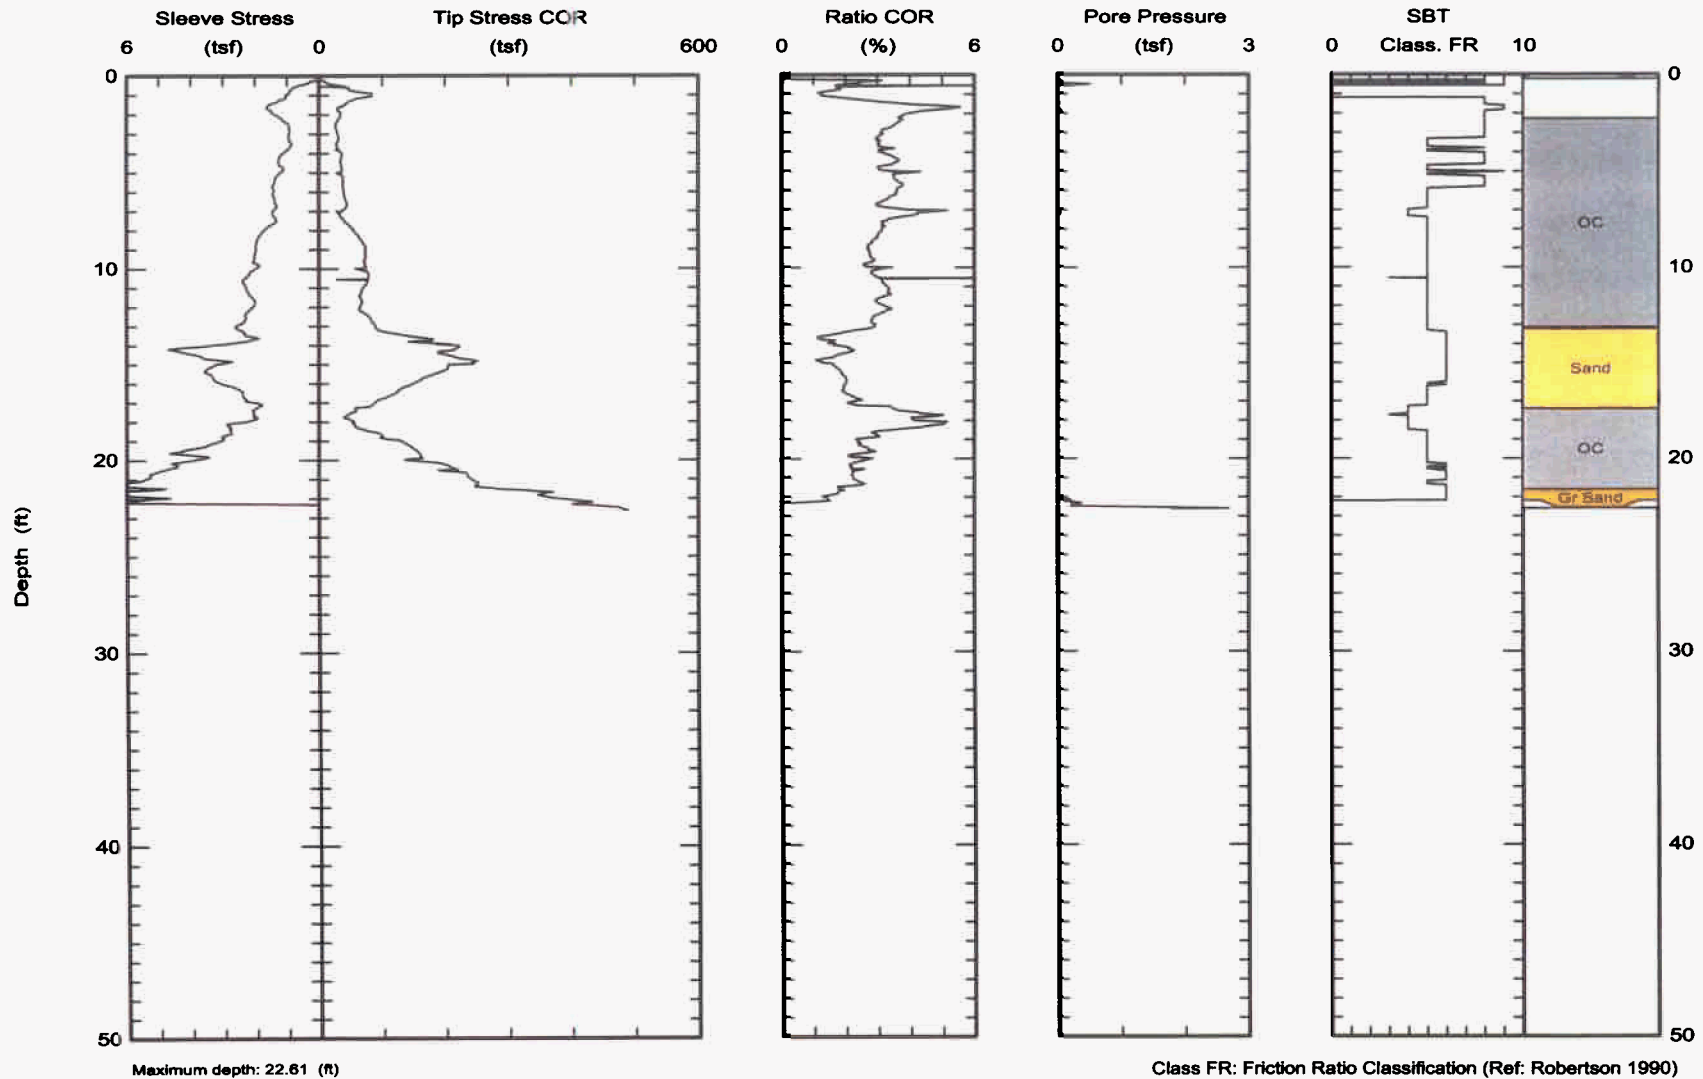 Sleeve Stress Tip Stress COR Ratio COR Pore Pressure SBT
6 (tsf) 0 (tsf) 600 0 (%) 6 0 (tsf) 3 0 Class. FR 10
0 0
OC
10 10
Sand
OC
20 20
Gr Sand
Depth (ft)
30 30
40 40
50 50
Maximum depth: 22.61 (ft) Class FR: Friction Ratio Classification (Ref: Robertson 1990)